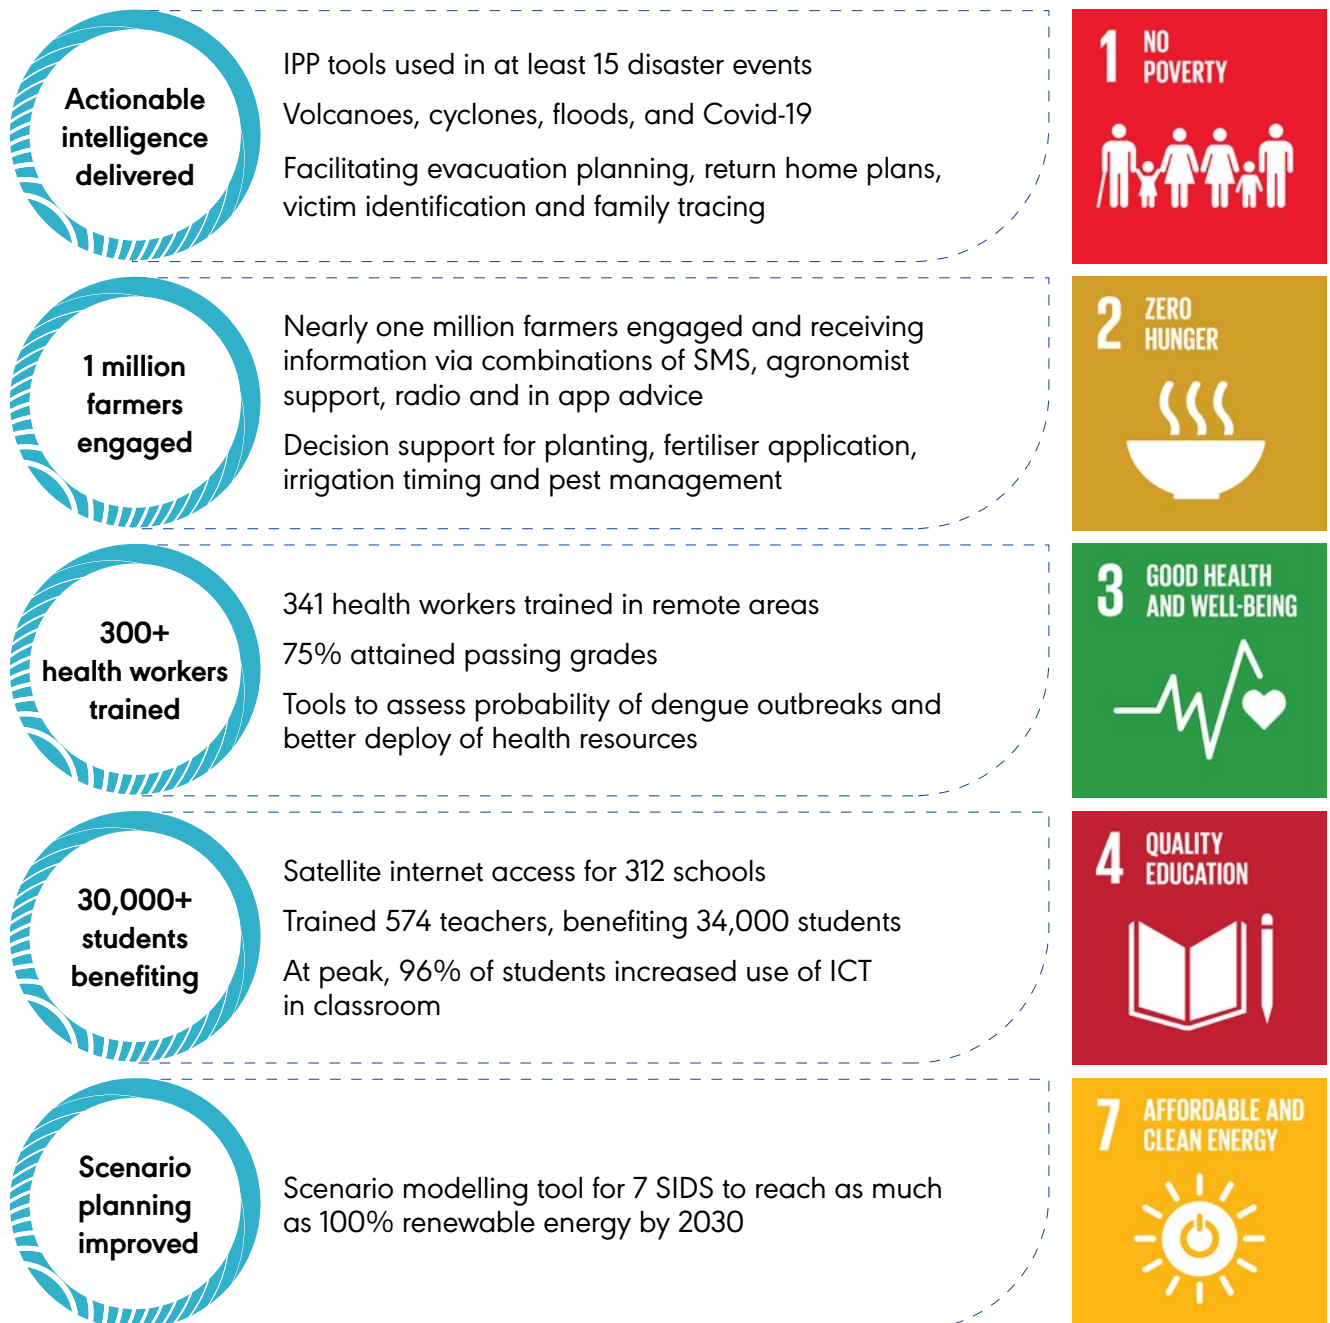 Actionable
intelligence
delivered
IPP tools used in at least 15 disaster events
Volcanoes, cyclones, floods, and Covid-19
Facilitating evacuation planning, return home plans,
victim identification and family tracing
1 NO
POVERTY
1 million
farmers
engaged
Nearly one million farmers engaged and receiving
information via combinations of SMS, agronomist
support, radio and in app advice
Decision support for planting, fertiliser application,
irrigation timing and pest management
2 ZERO
HUNGER
300+
health workers
trained
341 health workers trained in remote areas
75% attained passing grades
Tools to assess probability of dengue outbreaks and
better deploy of health resources
3 GOOD HEALTH
AND WELL-BEING
30,000+
students
benefiting
Satellite internet access for 312 schools
Trained 574 teachers, benefiting 34,000 students
At peak, 96% of students increased use of ICT
in classroom
4 QUALITY
EDUCATION
Scenario
planning
improved
Scenario modelling tool for 7 SIDS to reach as much
as 100% renewable energy by 2030
7 AFFORDABLE AND
CLEAN ENERGY